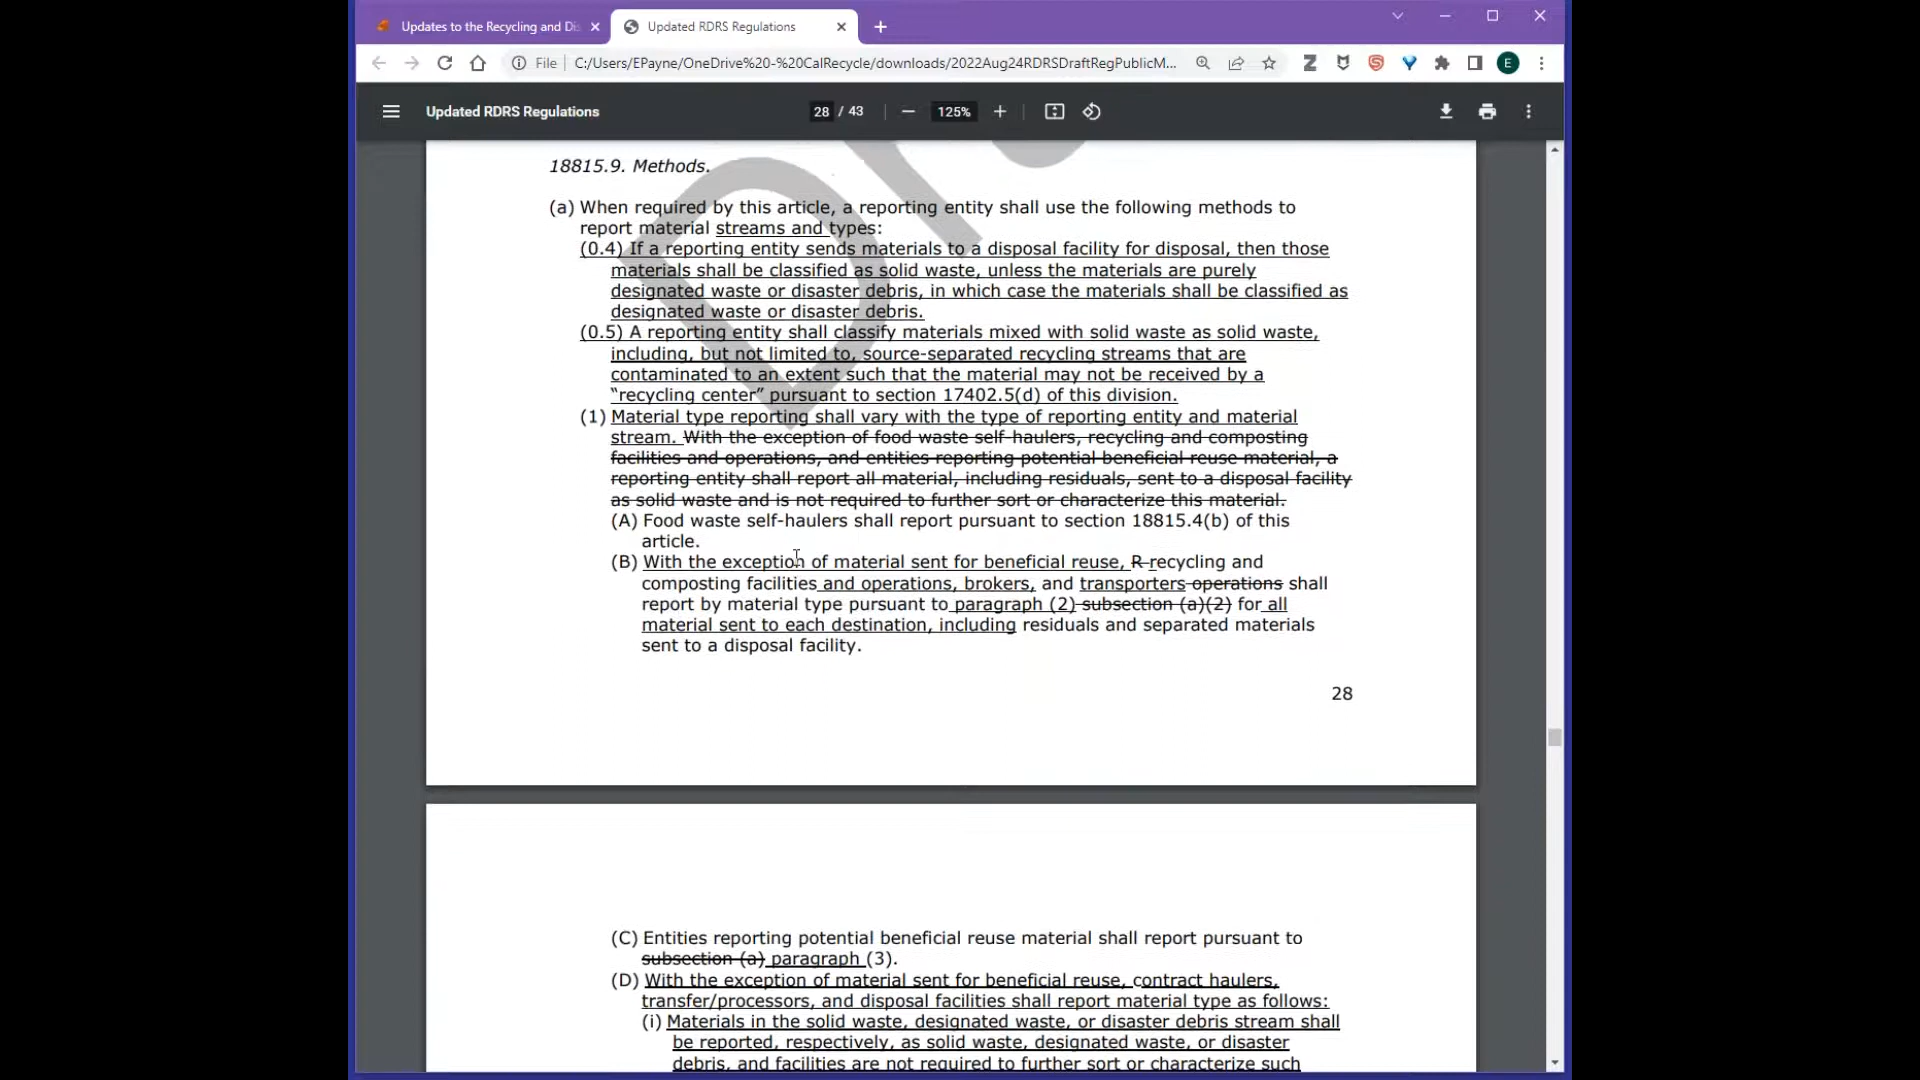 Updates to the Recycling and Di
Updated RDRS Regulations
File
C:/Users/EPayne/OneDrive%20-%20CalRecycle/downloads/2022Aug24RDRSDraftRegPublicM...
E
Updated RDRS Regulations
28 / 43
125%
18815.9. Methods.
(a) When required by this article, a reporting entity shall use the following methods to
report material streams and types:
(0.4) If a reporting entity sends materials to a disposal facility for disposal, then those
materials shall be classified as solid waste, unless the materials are purely
designated waste or disaster debris, in which case the materials shall be classified as
designated waste or disaster debris.
(0.5) A reporting entity shall classify materials mixed with solid waste as solid waste,
including, but not limited to, source-separated recycling streams that are
contaminated to an extent such that the material may not be received by a
“recycling center” pursuant to section 17402.5(d) of this division.
(1) Material type reporting shall vary with the type of reporting entity and material
stream. With the exception of food waste self-haulers, recycling and composting
facilities and operations, and entities reporting potential beneficial reuse material, a
reporting entity shall report all material, including residuals, sent to a disposal facility
as solid waste and is not required to further sort or characterize this material.
(A) Food waste self-haulers shall report pursuant to section 18815.4(b) of this
article.
(B) With the exception of material sent for beneficial reuse, R recycling and
composting facilities and operations, brokers, and transporters operations shall
report by material type pursuant to paragraph (2) subsection (a)(2) for all
material sent to each destination, including residuals and separated materials
sent to a disposal facility.
28
(C) Entities reporting potential beneficial reuse material shall report pursuant to
subsection (a) paragraph (3).
(D) With the exception of material sent for beneficial reuse, contract haulers,
transfer/processors, and disposal facilities shall report material type as follows:
(i) Materials in the solid waste, designated waste, or disaster debris stream shall
be reported, respectively, as solid waste, designated waste, or disaster
debris, and facilities are not required to further sort or characterize such